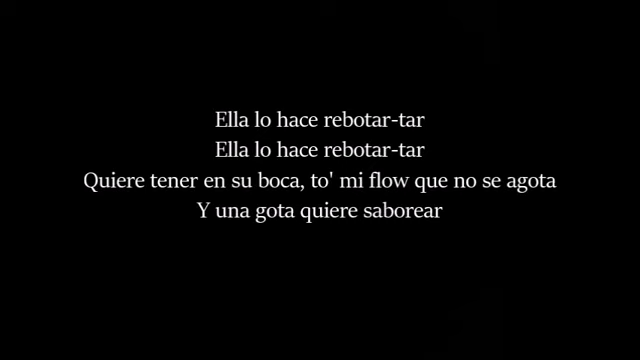 Ella lo hace rebotar-tar
Ella lo hace rebotar-tar
Quiere tener en su boca, to' mi flow que no se agota
Y una gota quiere saborear